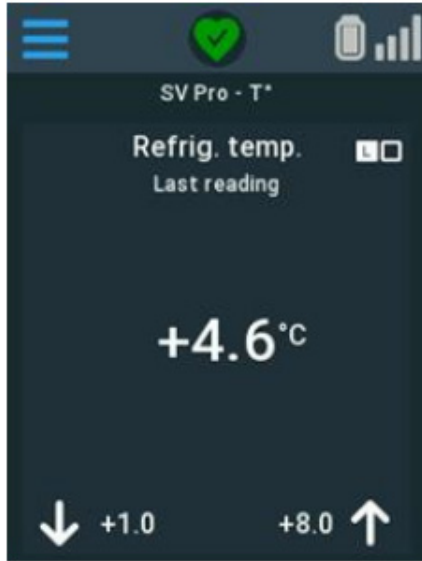 SV Pro - T°
Refrig. temp.
L
Last reading
+4.6°C
+1.0
+8.0